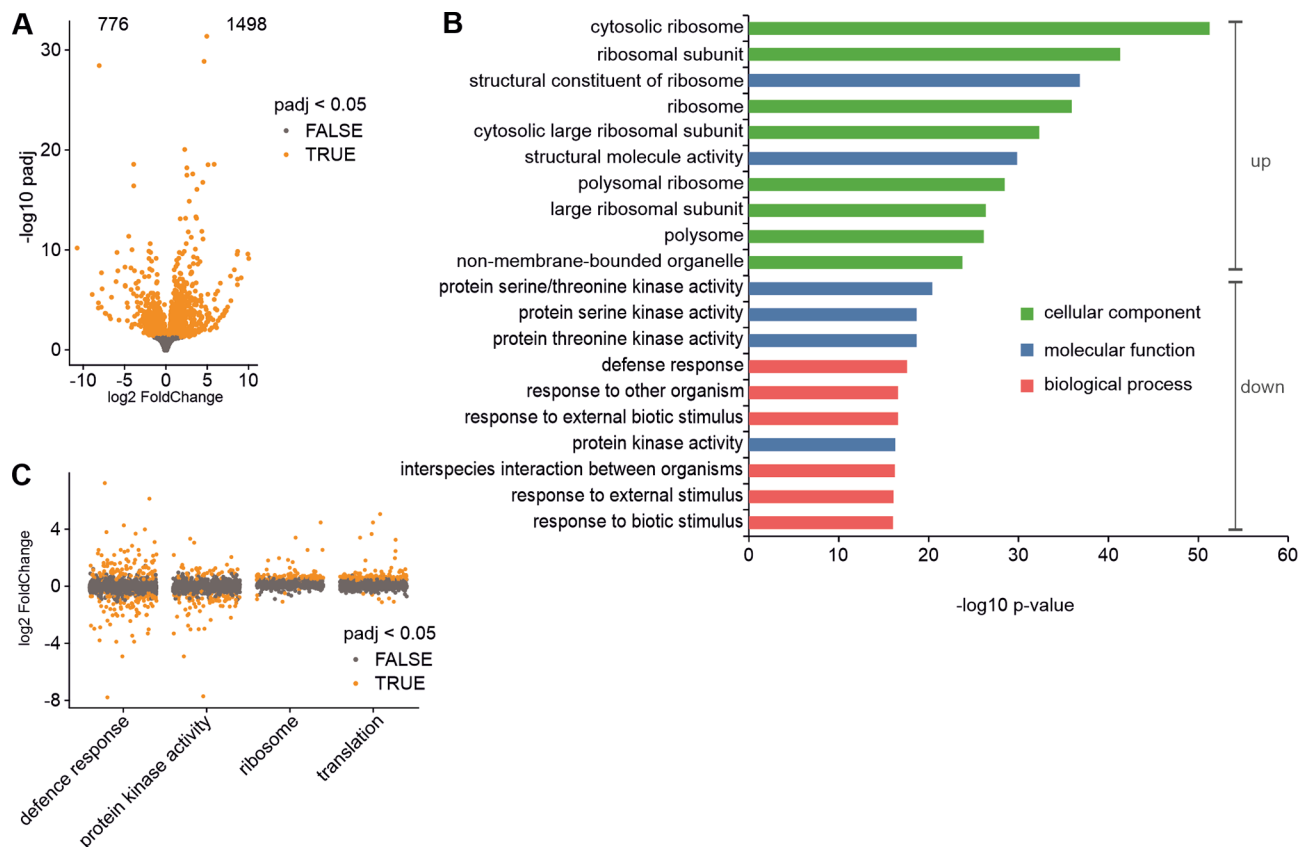 A
776
1498
30
20
10
0
-log10 padj
-10
-5
0
5
10
log2 FoldChange
padj < 0.05
FALSE
TRUE
B
cytosolic ribosome
ribosomal subunit
structural constituent of ribosome
ribosome
cytosolic large ribosomal subunit
structural molecule activity
polysomal ribosome
large ribosomal subunit
polysome
non-membrane-bounded organelle
protein serine/threonine kinase activity
protein serine kinase activity
protein threonine kinase activity
defense response
response to other organism
response to external biotic stimulus
protein kinase activity
interspecies interaction between organisms
response to external stimulus
response to biotic stimulus
0
10
20
30
40
50
60
-log10 p-value
up
down
cellular component
molecular function
biological process
C
4
0
-4
-8
log2 FoldChange
padj < 0.05
FALSE
TRUE
defence response
protein kinase activity
ribosome
translation